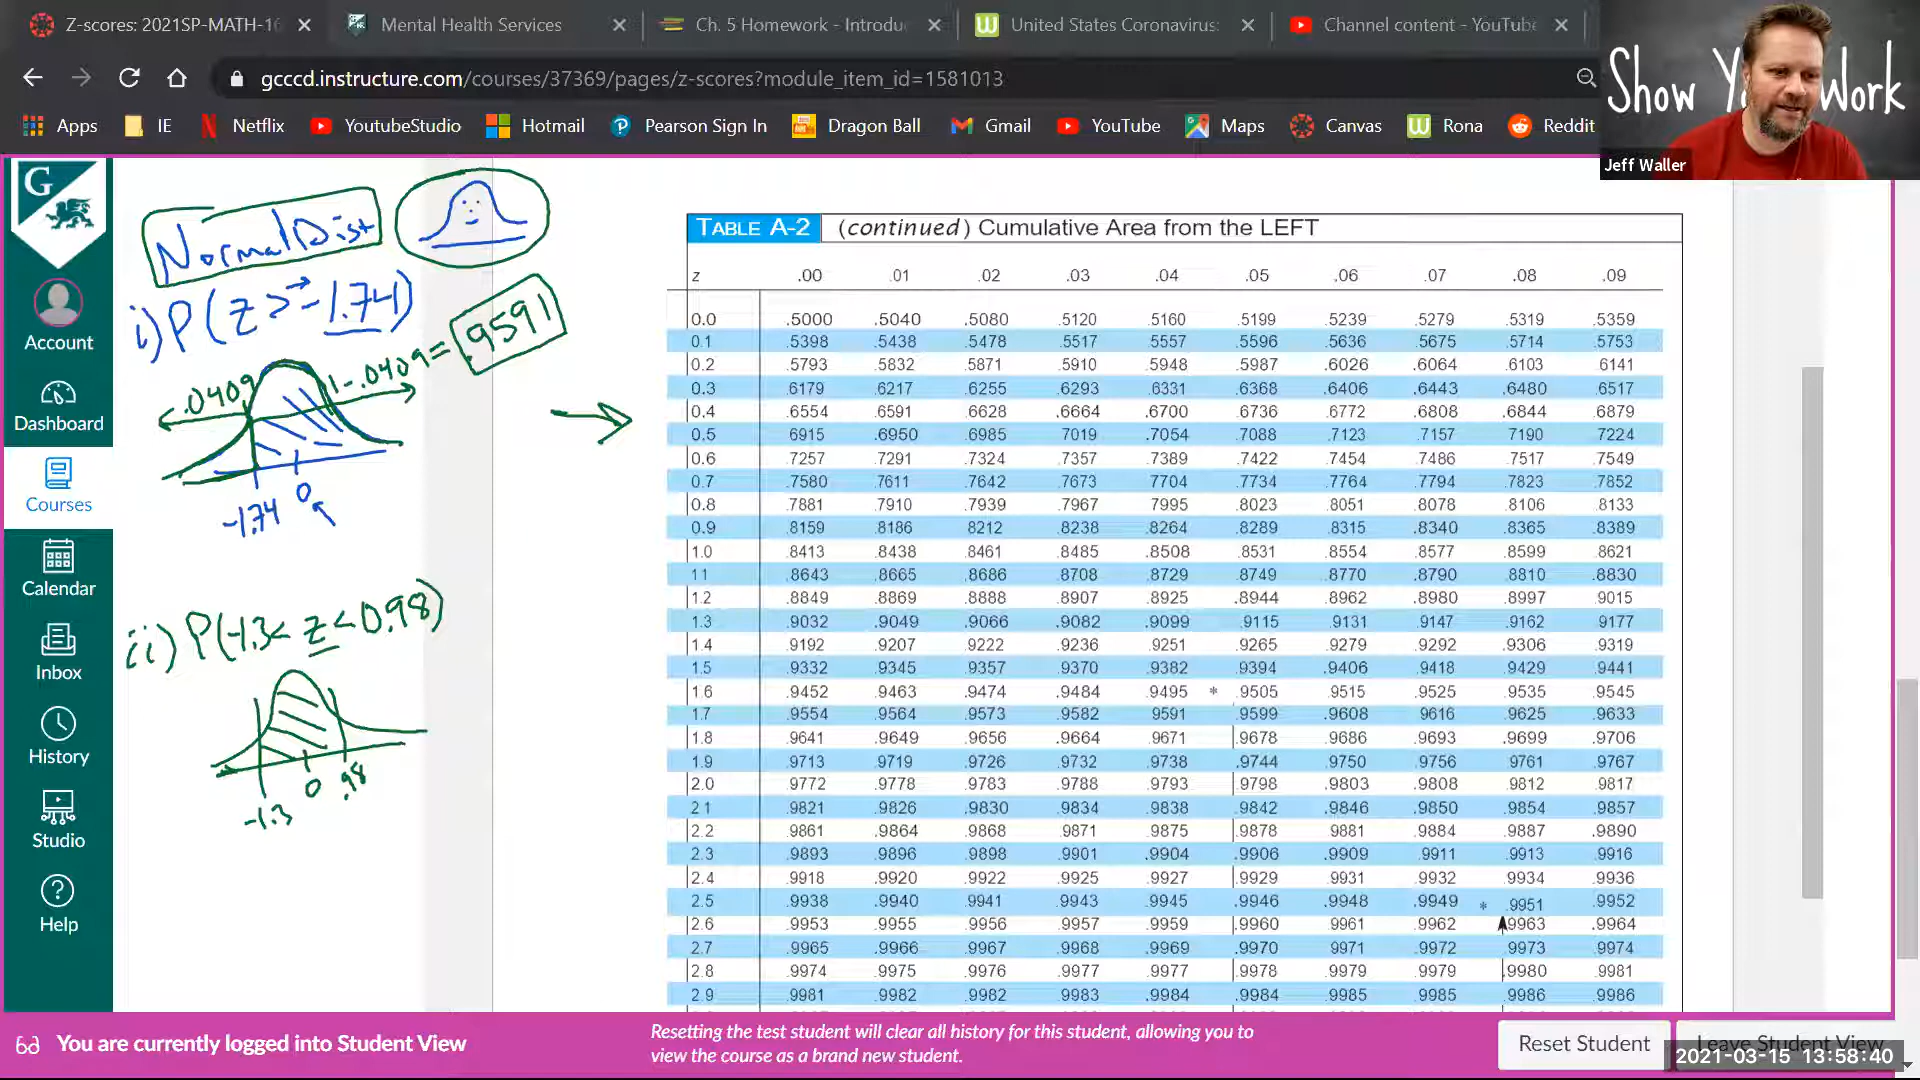 Z-scores: 2021SP-MATH-16
Mental Health Services
Ch. 5 Homework - Introduc
United States Coronavirus:
Channel content - YouTube
gcccd.instructure.com/courses/37369/pages/z-scores?module_item_id=1581013
Apps IE Netflix YoutubeStudio Hotmail Pearson Sign In Dragon Ball Gmail YouTube Maps Canvas Rona Reddit
Show Y Work
Jeff Waller
G
Account
Dashboard
Courses
Calendar
Inbox
History
Studio
Help
Normal Dist
i) P(z > -1.74)
.0409
1-.0409 = .9591
-1.74 0
ii) P(-1.3 < z < 0.98)
-1.3 0 .98
TABLE A-2 (continued) Cumulative Area from the LEFT
z .00 .01 .02 .03 .04 .05 .06 .07 .08 .09
0.0 .5000 .5040 .5080 .5120 .5160 .5199 .5239 .5279 .5319 .5359
0.1 .5398 .5438 .5478 .5517 .5557 .5596 .5636 .5675 .5714 .5753
0.2 .5793 .5832 .5871 .5910 .5948 .5987 .6026 .6064 .6103 .6141
0.3 .6179 .6217 .6255 .6293 .6331 .6368 .6406 .6443 .6480 .6517
0.4 .6554 .6591 .6628 .6664 .6700 .6736 .6772 .6808 .6844 .6879
0.5 .6915 .6950 .6985 .7019 .7054 .7088 .7123 .7157 .7190 .7224
0.6 .7257 .7291 .7324 .7357 .7389 .7422 .7454 .7486 .7517 .7549
0.7 .7580 .7611 .7642 .7673 .7704 .7734 .7764 .7794 .7823 .7852
0.8 .7881 .7910 .7939 .7967 .7995 .8023 .8051 .8078 .8106 .8133
0.9 .8159 .8186 .8212 .8238 .8264 .8289 .8315 .8340 .8365 .8389
1.0 .8413 .8438 .8461 .8485 .8508 .8531 .8554 .8577 .8599 .8621
1.1 .8643 .8665 .8686 .8708 .8729 .8749 .8770 .8790 .8810 .8830
1.2 .8849 .8869 .8888 .8907 .8925 .8944 .8962 .8980 .8997 .9015
1.3 .9032 .9049 .9066 .9082 .9099 .9115 .9131 .9147 .9162 .9177
1.4 .9192 .9207 .9222 .9236 .9251 .9265 .9279 .9292 .9306 .9319
1.5 .9332 .9345 .9357 .9370 .9382 .9394 .9406 .9418 .9429 .9441
1.6 .9452 .9463 .9474 .9484 .9495 * .9505 .9515 .9525 .9535 .9545
1.7 .9554 .9564 .9573 .9582 .9591 .9599 .9608 .9616 .9625 .9633
1.8 .9641 .9649 .9656 .9664 .9671 .9678 .9686 .9693 .9699 .9706
1.9 .9713 .9719 .9726 .9732 .9738 .9744 .9750 .9756 .9761 .9767
2.0 .9772 .9778 .9783 .9788 .9793 .9798 .9803 .9808 .9812 .9817
2.1 .9821 .9826 .9830 .9834 .9838 .9842 .9846 .9850 .9854 .9857
2.2 .9861 .9864 .9868 .9871 .9875 .9878 .9881 .9884 .9887 .9890
2.3 .9893 .9896 .9898 .9901 .9904 .9906 .9909 .9911 .9913 .9916
2.4 .9918 .9920 .9922 .9925 .9927 .9929 .9931 .9932 .9934 .9936
2.5 .9938 .9940 .9941 .9943 .9945 .9946 .9948 .9949 * .9951 .9952
2.6 .9953 .9955 .9956 .9957 .9959 .9960 .9961 .9962 .9963 .9964
2.7 .9965 .9966 .9967 .9968 .9969 .9970 .9971 .9972 .9973 .9974
2.8 .9974 .9975 .9976 .9977 .9977 .9978 .9979 .9979 .9980 .9981
2.9 .9981 .9982 .9982 .9983 .9984 .9984 .9985 .9985 .9986 .9986
You are currently logged into Student View
Resetting the test student will clear all history for this student, allowing you to
view the course as a brand new student.
Reset Student
Leave Student View
2021-03-15 13:58:40